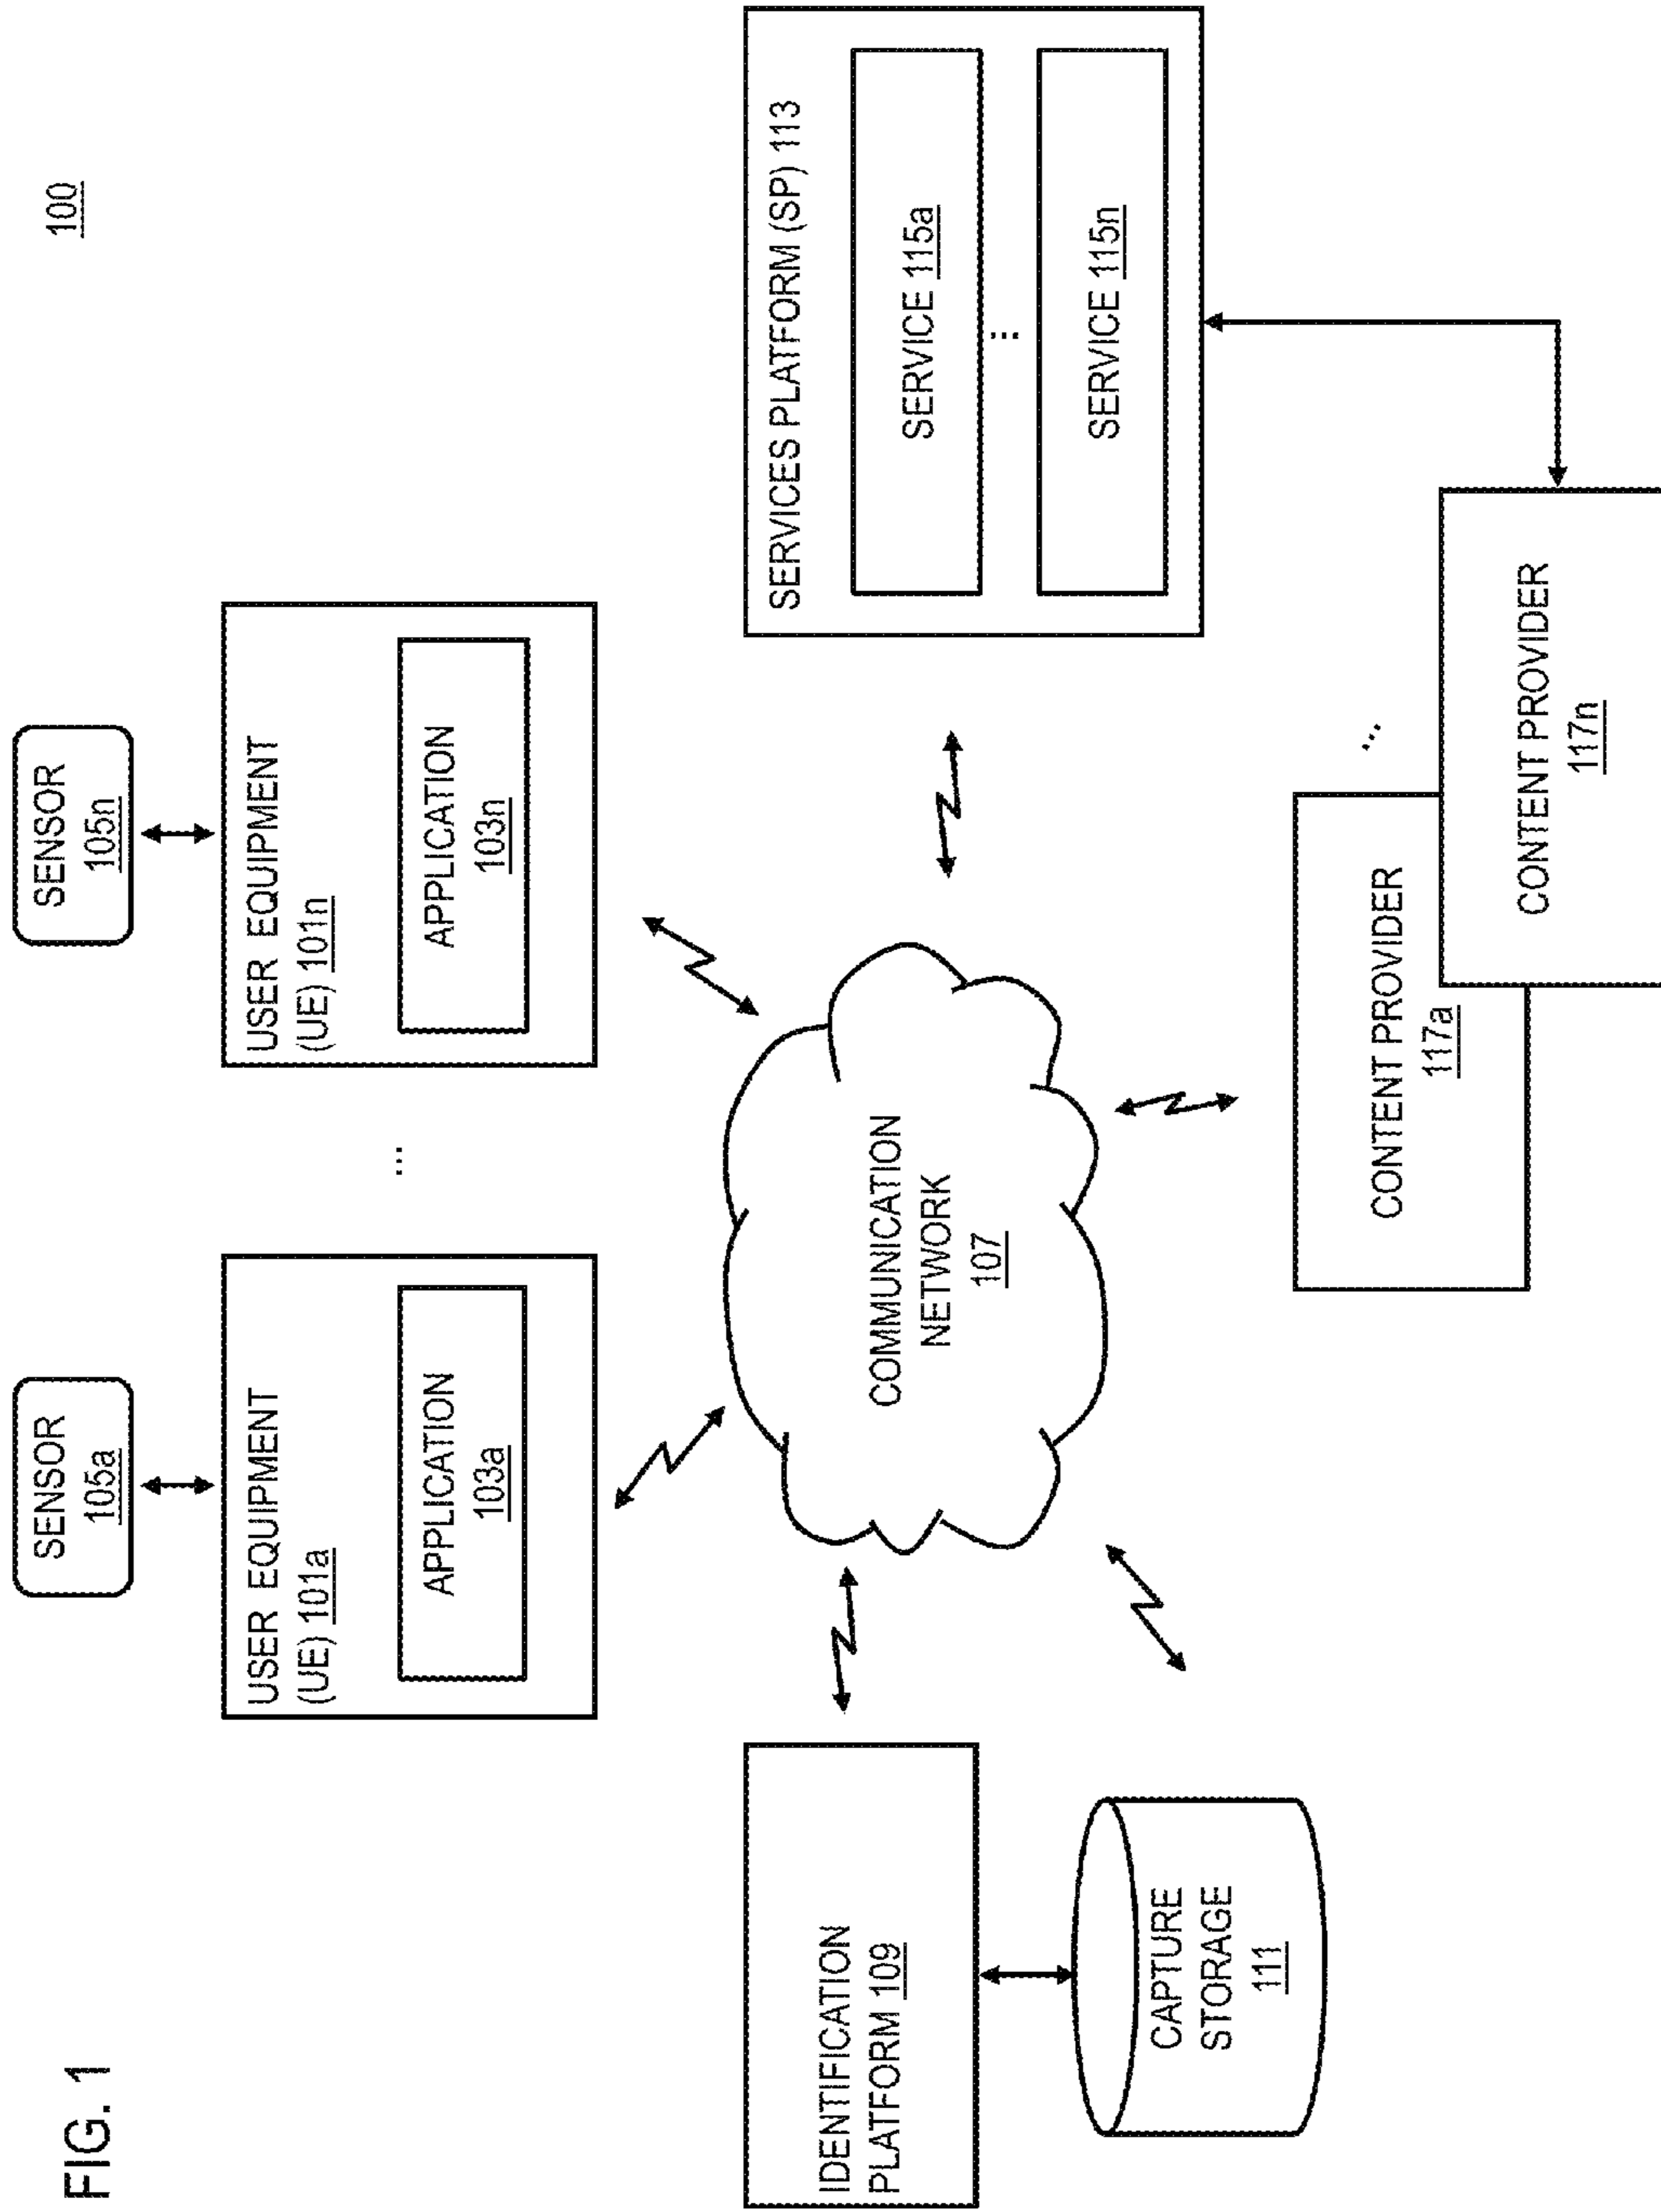 FIG. 1
100
SENSOR
105a
SENSOR
105n
USER EQUIPMENT
(UE) 101a
APPLICATION
103a
...
USER EQUIPMENT
(UE) 101n
APPLICATION
103n
IDENTIFICATION
PLATFORM 109
CAPTURE
STORAGE
111
COMMUNICATION
NETWORK
107
SERVICES PLATFORM (SP) 113
SERVICE 115a
...
SERVICE 115n
CONTENT PROVIDER
117a
...
CONTENT PROVIDER
117n